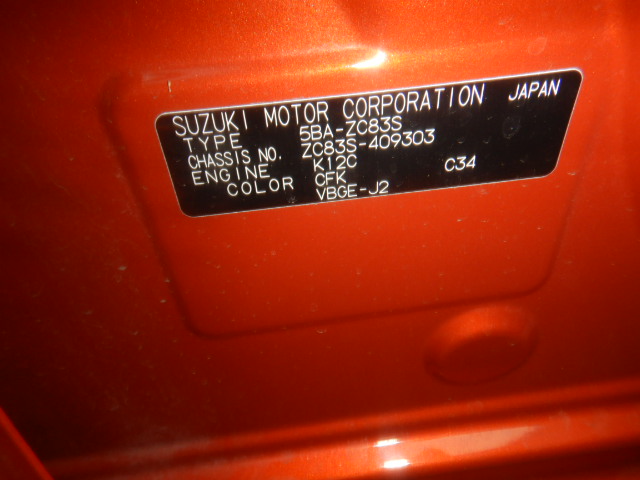 SUZUKI MOTOR CORPORATION JAPAN
TYPE 5BA-ZC83S
CHASSIS NO. ZC83S-409303
ENGINE K12C C34
COLOR CFK
VBGE-J2